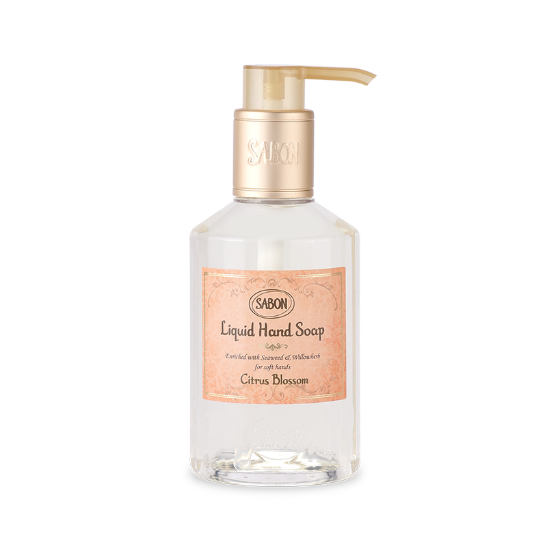 SABON
SABON
Liquid Hand Soap
Enriched with Seaweed & Willowherb
for soft hands
Citrus Blossom